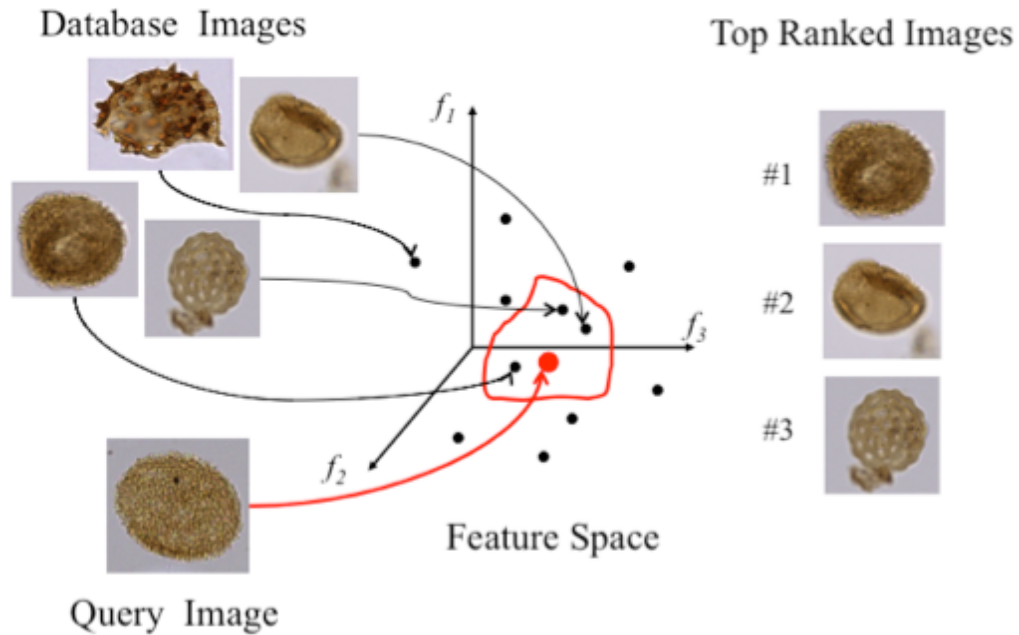 Database Images
Top Ranked Images
f1
#1
#2
f3
#3
f2
Feature Space
Query Image